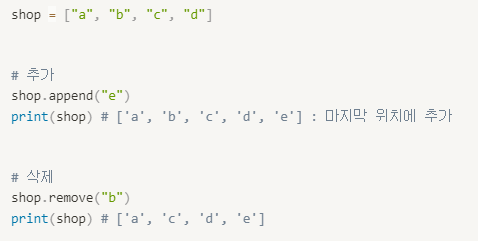 shop = ["a", "b", "c", "d"]
# 추가
shop.append("e")
print(shop) # ['a', 'b', 'c', 'd', 'e'] : 마지막 위치에 추가
# 삭제
shop.remove("b")
print(shop) # ['a', 'c', 'd', 'e']